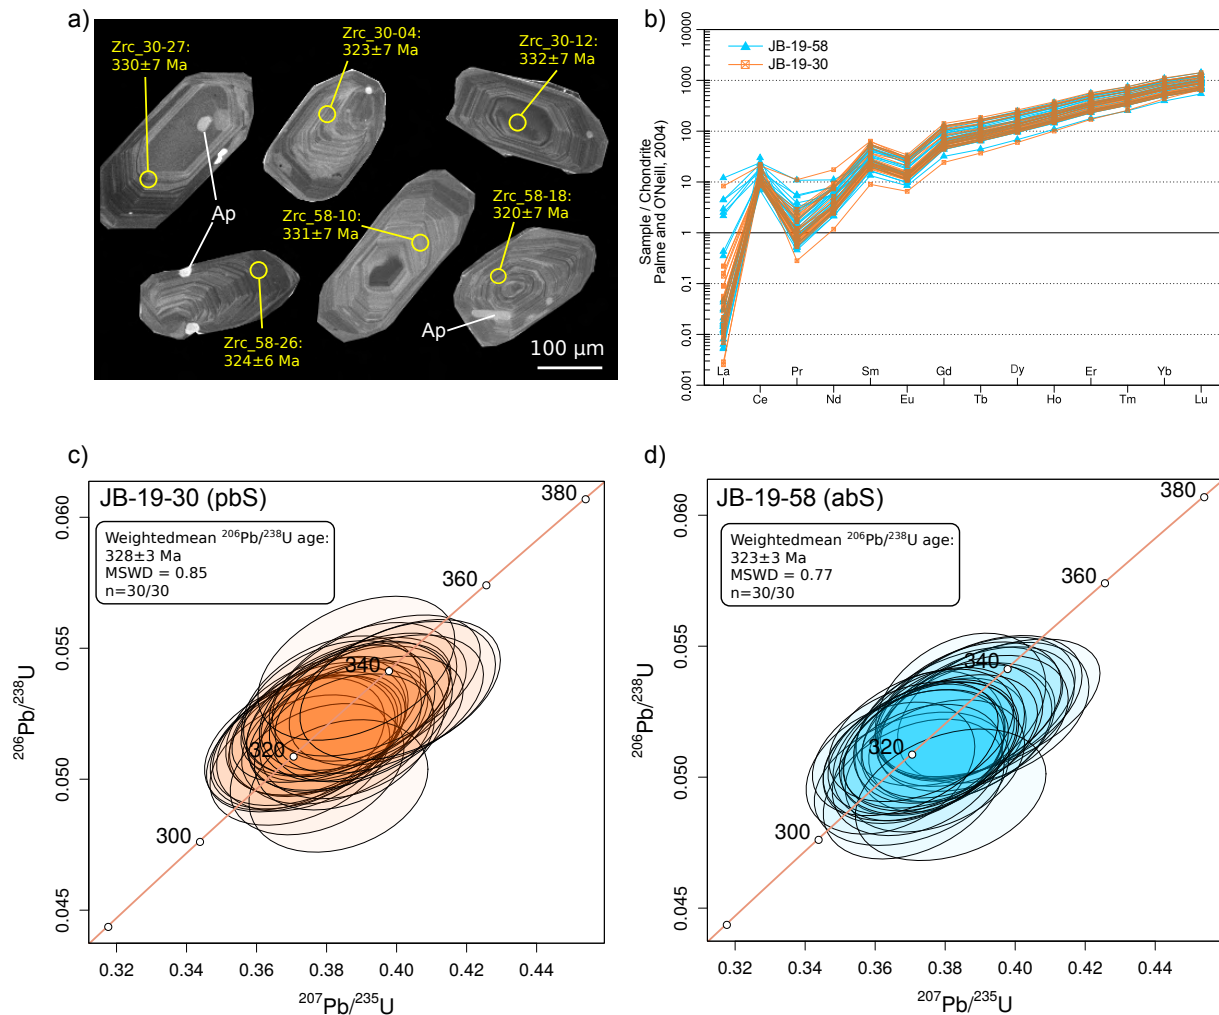 a)
Zrc_30-27:
330±7 Ma
Zrc_30-04:
323±7 Ma
Zrc_30-12:
332±7 Ma
Ap
Zrc_58-10:
331±7 Ma
Zrc_58-18:
320±7 Ma
Zrc_58-26:
324±6 Ma
Ap
100 µm
b)
JB-19-58
JB-19-30
Sample / Chondrite
Palme and O'Neill, 2004)
10000
1000
100
10
1
0.1
0.01
0.001
La
Pr
Sm
Gd
Dy
Er
Yb
Ce
Nd
Eu
Tb
Ho
Tm
Lu
c)
JB-19-30 (pbS)
Weightedmean ²⁰⁶Pb/²³⁸U age:
328±3 Ma
MSWD = 0.85
n=30/30
380
360
340
320
300
²⁰⁶Pb/²³⁸U
0.060
0.055
0.050
0.045
0.32
0.34
0.36
0.38
0.40
0.42
0.44
²⁰⁷Pb/²³⁵U
d)
JB-19-58 (abS)
Weightedmean ²⁰⁶Pb/²³⁸U age:
323±3 Ma
MSWD = 0.77
n=30/30
380
360
340
320
300
²⁰⁶Pb/²³⁸U
0.060
0.055
0.050
0.045
0.32
0.34
0.36
0.38
0.40
0.42
0.44
²⁰⁷Pb/²³⁵U